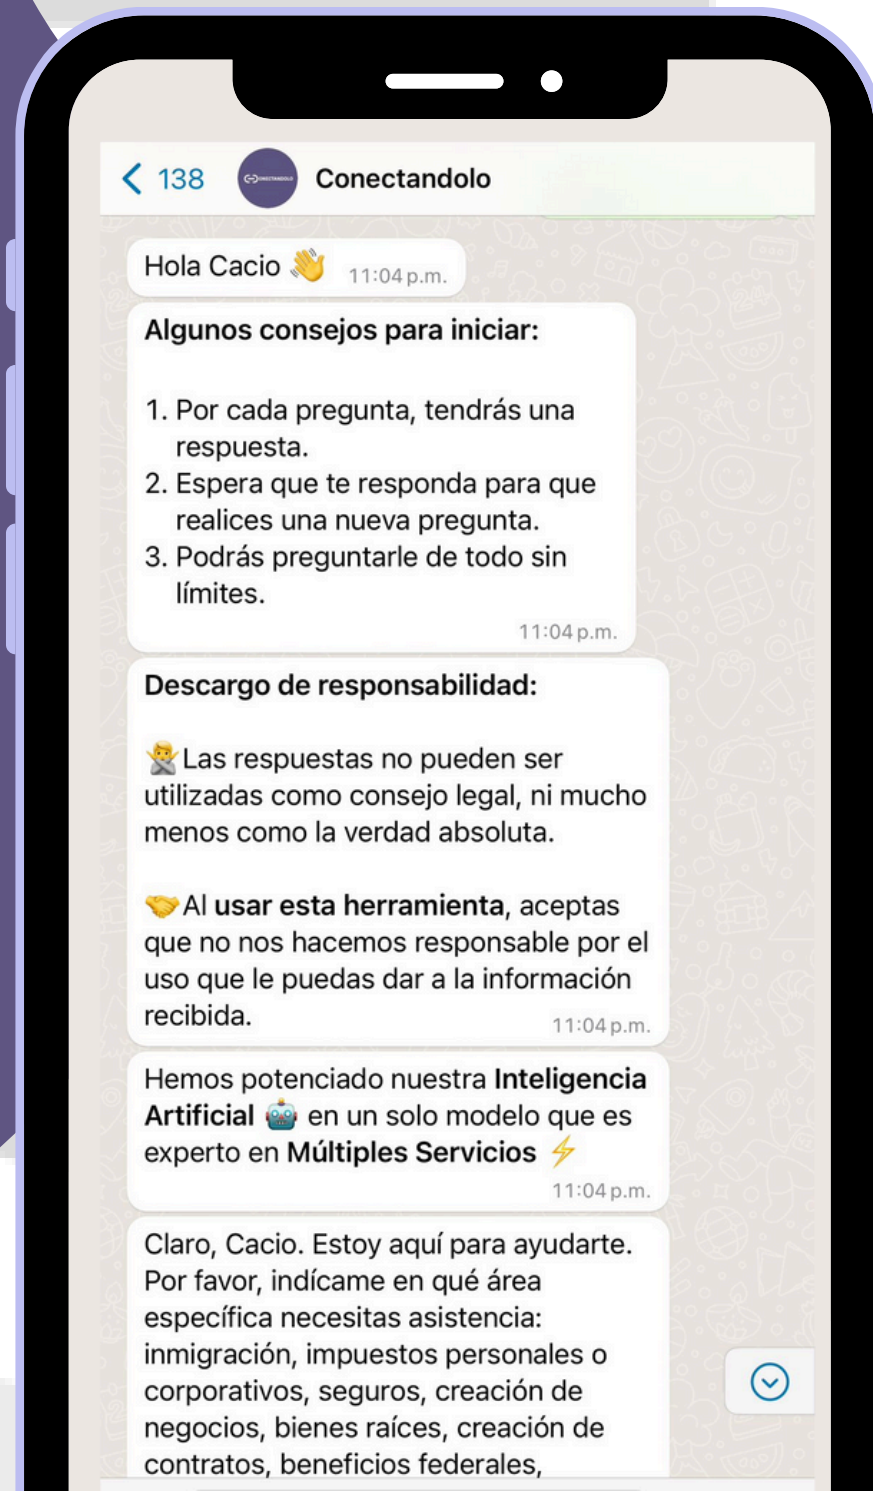 138
CONECTANDOLO
Conectandolo
Hola Cacio 👋 11:04 p.m.
Algunos consejos para iniciar:
1. Por cada pregunta, tendrás una
respuesta.
2. Espera que te responda para que
realices una nueva pregunta.
3. Podrás preguntarle de todo sin
límites.
11:04 p.m.
Descargo de responsabilidad:
🙅Las respuestas no pueden ser
utilizadas como consejo legal, ni mucho
menos como la verdad absoluta.
🤝Al usar esta herramienta, aceptas
que no nos hacemos responsable por el
uso que le puedas dar a la información
recibida. 11:04 p.m.
Hemos potenciado nuestra Inteligencia
Artificial 🤖 en un solo modelo que es
experto en Múltiples Servicios ⚡
11:04 p.m.
Claro, Cacio. Estoy aquí para ayudarte.
Por favor, indícame en qué área
específica necesitas asistencia:
inmigración, impuestos personales o
corporativos, seguros, creación de
negocios, bienes raíces, creación de
contratos, beneficios federales,